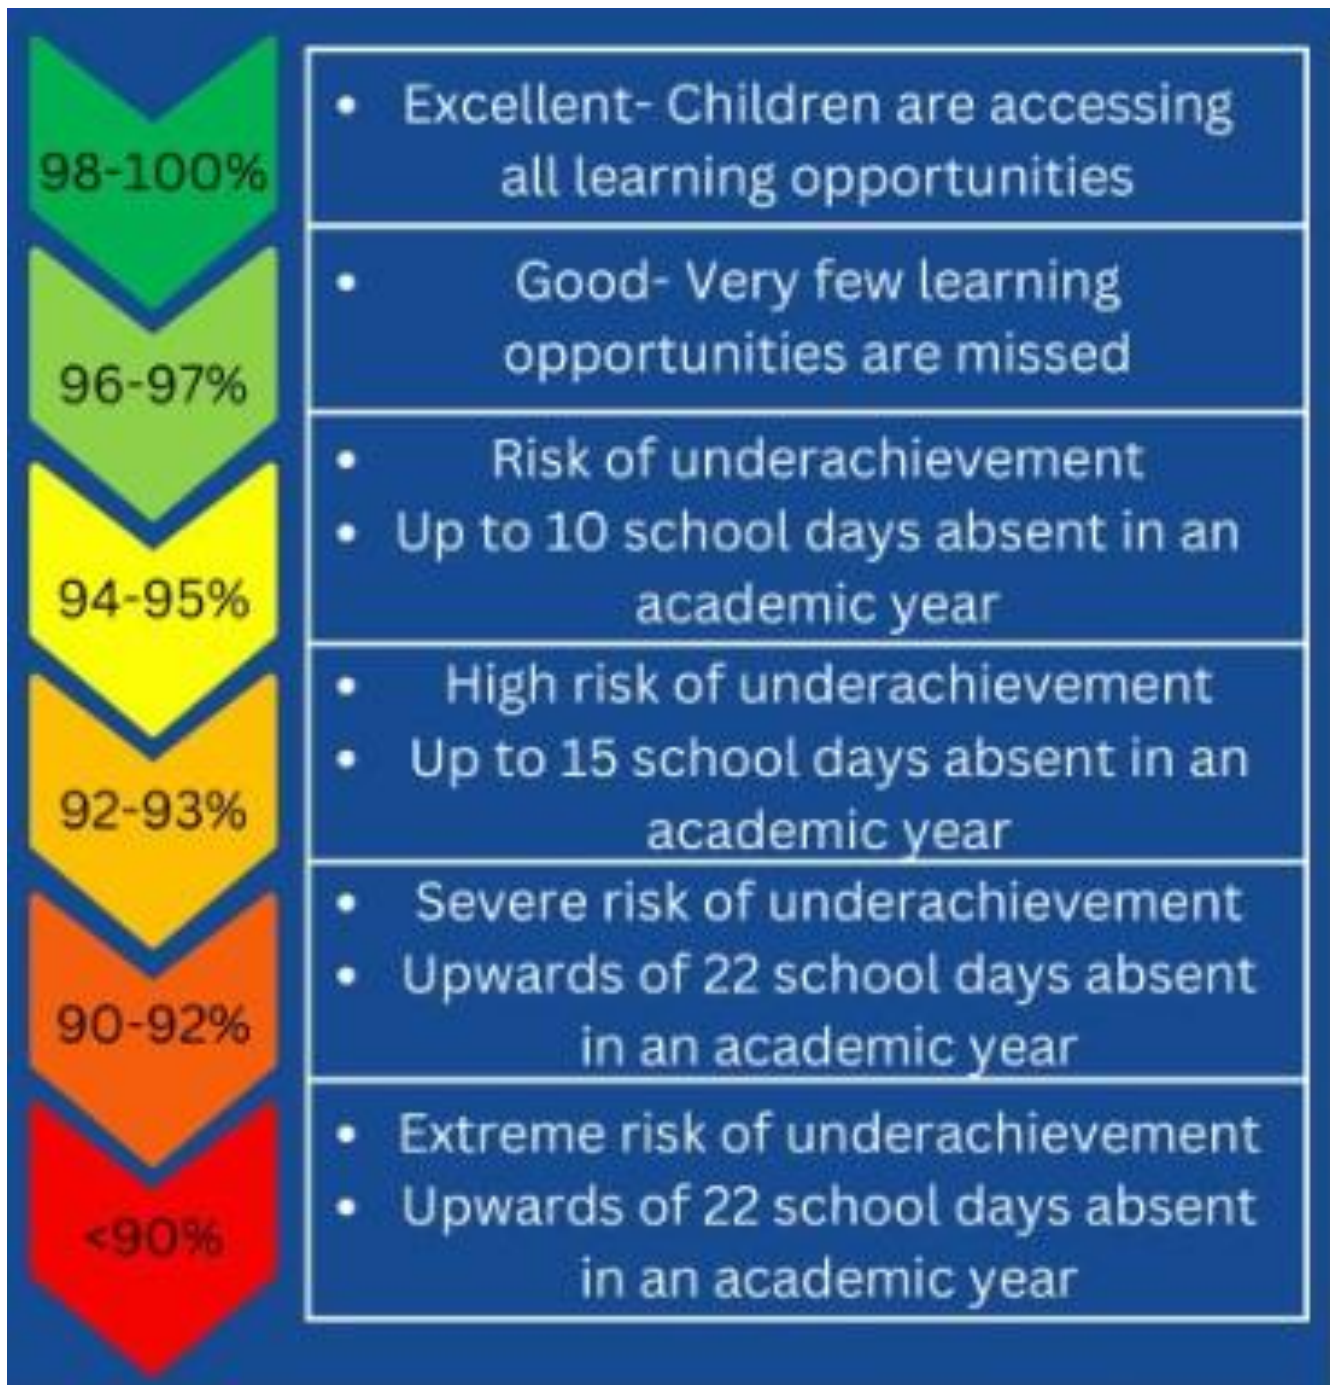 98-100%
• Excellent- Children are accessing
all learning opportunities
96-97%
• Good- Very few learning
opportunities are missed
94-95%
• Risk of underachievement
• Up to 10 school days absent in an
academic year
92-93%
• High risk of underachievement
• Up to 15 school days absent in an
academic year
90-92%
• Severe risk of underachievement
• Upwards of 22 school days absent
in an academic year
<90%
• Extreme risk of underachievement
• Upwards of 22 school days absent
in an academic year